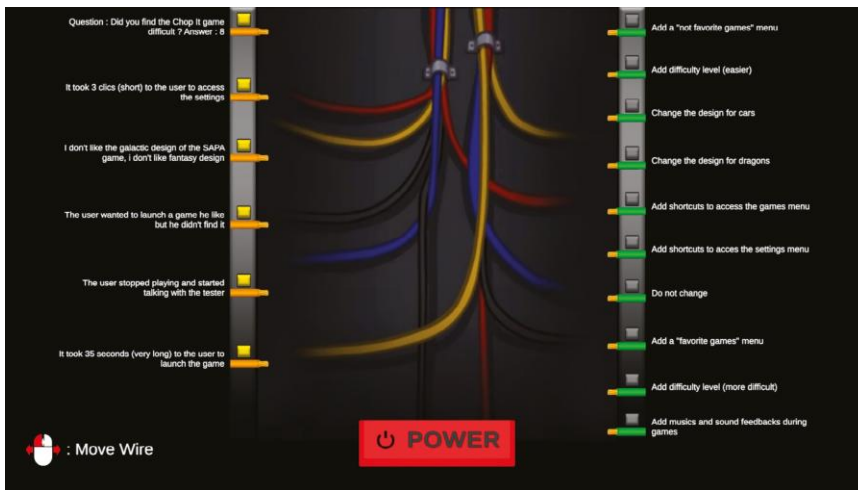 Question : Did you find the Chop It game
difficult ? Answer : 8
It took 3 clics (short) to the user to access
the settings
I don't like the galactic design of the SAPA
game, i don't like fantasy design
The user wanted to launch a game he like
but he didn't find it
The user stopped playing and started
talking with the tester
It took 35 seconds (very long) to the user to
launch the game
Add a "not favorite games" menu
Add difficulty level (easier)
Change the design for cars
Change the design for dragons
Add shortcuts to access the games menu
Add shortcuts to acces the settings menu
Do not change
Add a "favorite games" menu
Add difficulty level (more difficult)
Add musics and sound feedbacks during
games
POWER
: Move Wire